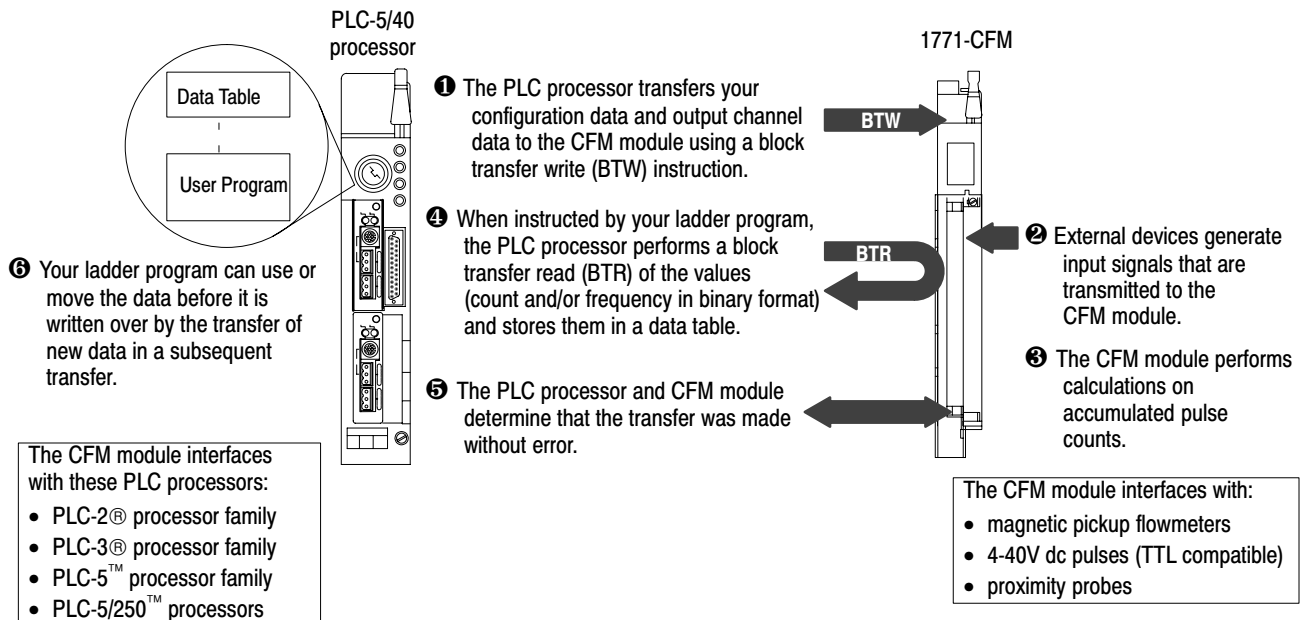 PLC-5/40
processor
1771-CFM
Data Table
User Program
❶ The PLC processor transfers your
configuration data and output channel
data to the CFM module using a block
transfer write (BTW) instruction.
BTW
❷ External devices generate
input signals that are
transmitted to the
CFM module.
❸ The CFM module performs
calculations on
accumulated pulse
counts.
❹ When instructed by your ladder program,
the PLC processor performs a block
transfer read (BTR) of the values
(count and/or frequency in binary format)
and stores them in a data table.
BTR
❺ The PLC processor and CFM module
determine that the transfer was made
without error.
❻ Your ladder program can use or
move the data before it is
written over by the transfer of
new data in a subsequent
transfer.
The CFM module interfaces
with these PLC processors:
• PLC-2® processor family
• PLC-3® processor family
• PLC-5™ processor family
• PLC-5/250™ processors
The CFM module interfaces with:
• magnetic pickup flowmeters
• 4-40V dc pulses (TTL compatible)
• proximity probes